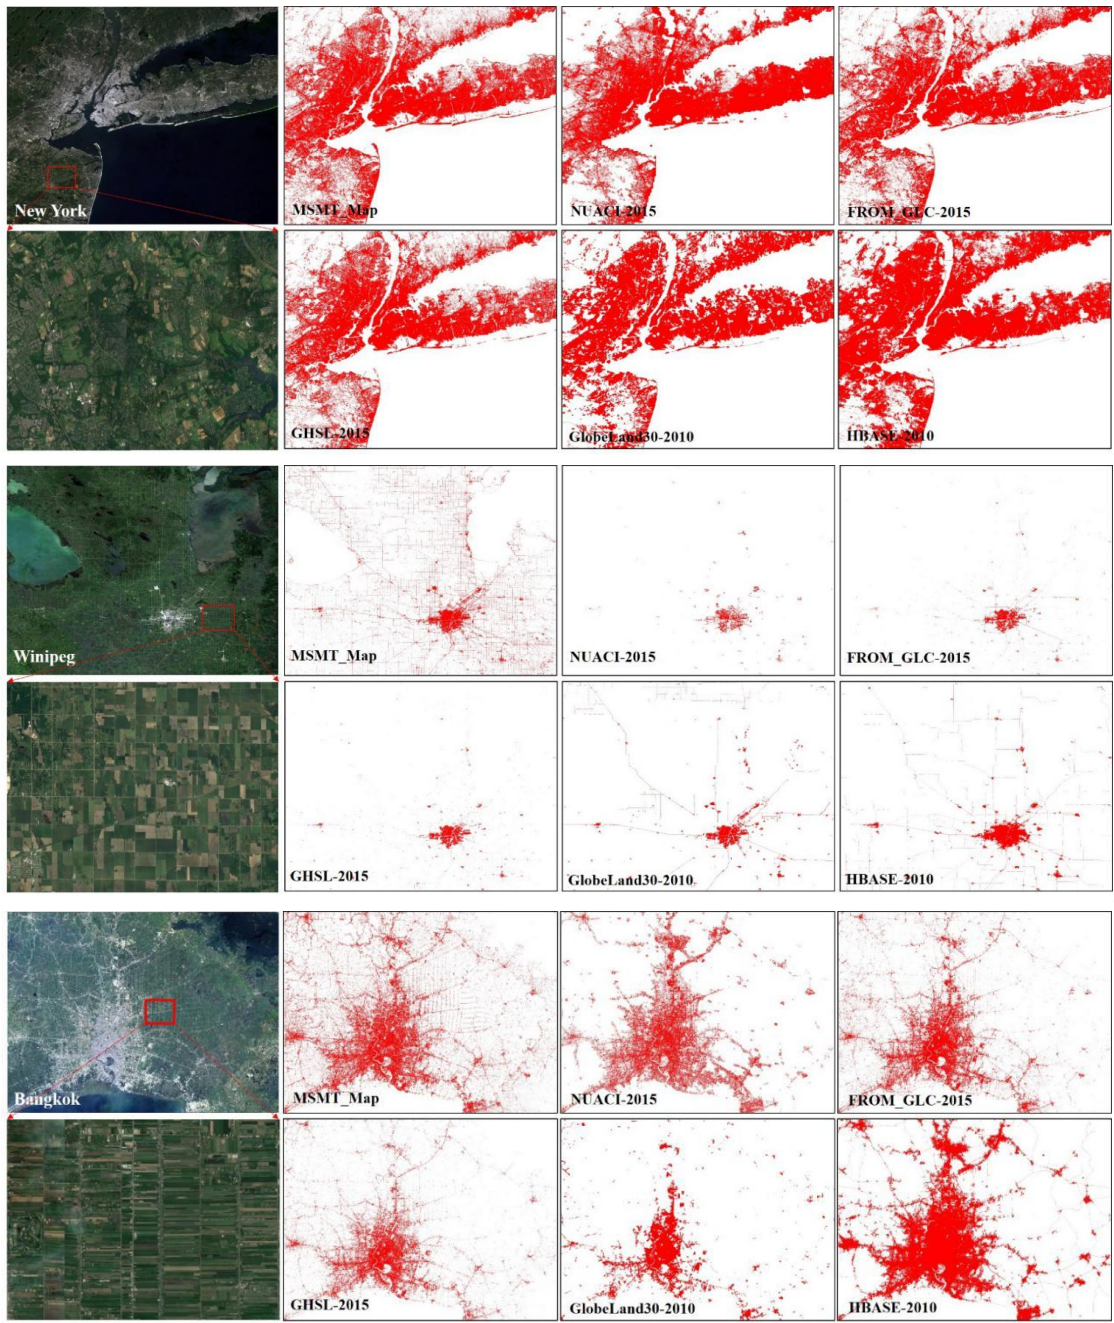 New York
MSMT_Map
NUACI-2015
FROM_GLC-2015
GHSL-2015
GlobeLand30-2010
HBASE-2010
Winipeg
MSMT_Map
NUACI-2015
FROM_GLC-2015
GHSL-2015
GlobeLand30-2010
HBASE-2010
Bangkok
MSMT_Map
NUACI-2015
FROM_GLC-2015
GHSL-2015
GlobeLand30-2010
HBASE-2010